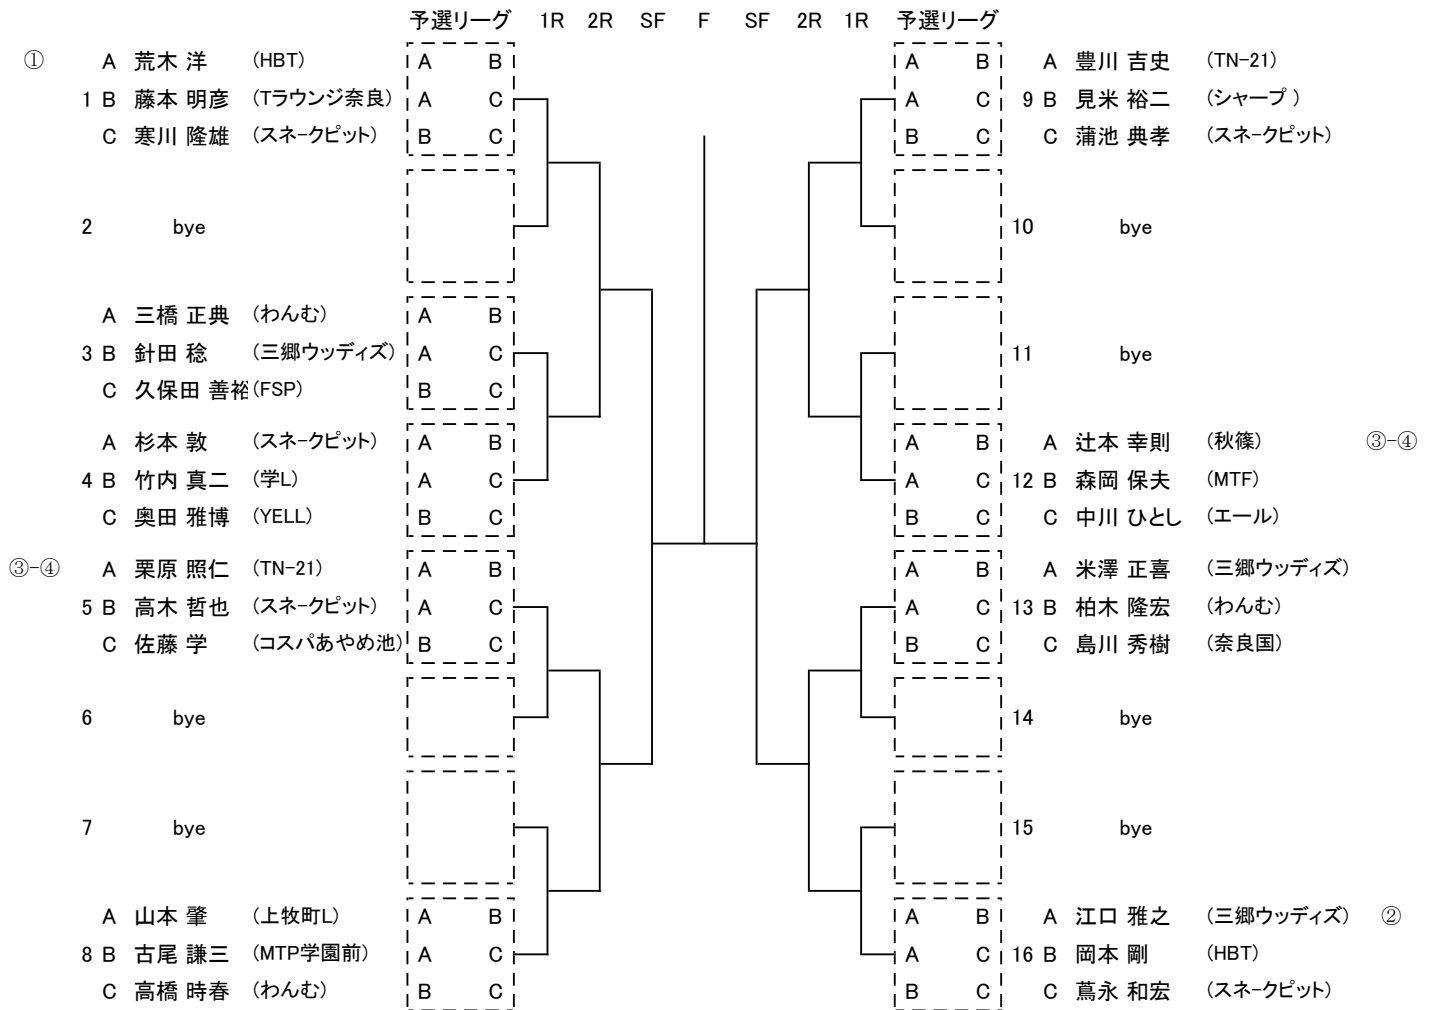 予選リーグ 1R 2R SF F SF 2R 1R 予選リーグ
① A 荒木 洋 (HBT) A B A B A 豊川 吉史 (TN-21)
1 B 藤本 明彦 (Tラウンジ奈良) A C A C 9 B 見米 裕二 (シャープ )
C 寒川 隆雄 (スネークピット) B C B C C 蒲池 典孝 (スネークピット)
2 bye 10 bye
A 三橋 正典 (わんむ) A B
3 B 針田 稔 (三郷ウッディズ) A C 11 bye
C 久保田 善裕 (FSP) B C
A 杉本 敦 (スネークピット) A B A B A 辻本 幸則 (秋篠) ③-④
4 B 竹内 真二 (学L) A C A C 12 B 森岡 保夫 (MTF)
C 奥田 雅博 (YELL) B C B C C 中川 ひとし (エール)
③-④ A 栗原 照仁 (TN-21) A B A B A 米澤 正喜 (三郷ウッディズ)
5 B 高木 哲也 (スネークピット) A C A C 13 B 柏木 隆宏 (わんむ)
C 佐藤 学 (コスパあやめ池) B C B C C 島川 秀樹 (奈良国)
6 bye 14 bye
7 bye 15 bye
A 山本 肇 (上牧町L) A B A B A 江口 雅之 (三郷ウッディズ) ②
8 B 古尾 謙三 (MTP学園前) A C A C 16 B 岡本 剛 (HBT)
C 高橋 時春 (わんむ) B C B C C 蔦永 和宏 (スネークピット)